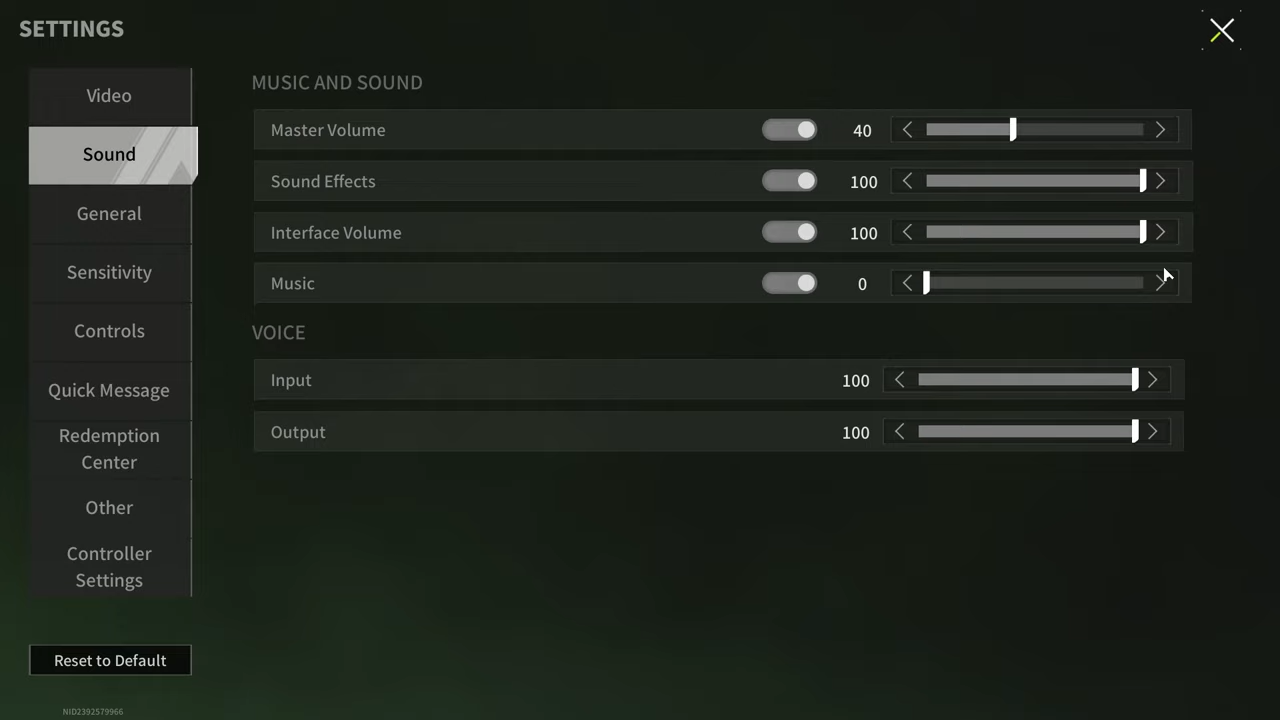 SETTINGS
Video
Sound
General
Sensitivity
Controls
Quick Message
Redemption
Center
Other
Controller
Settings
Reset to Default
NID2392579966
MUSIC AND SOUND
Master Volume 40
Sound Effects 100
Interface Volume 100
Music 0
VOICE
Input 100
Output 100